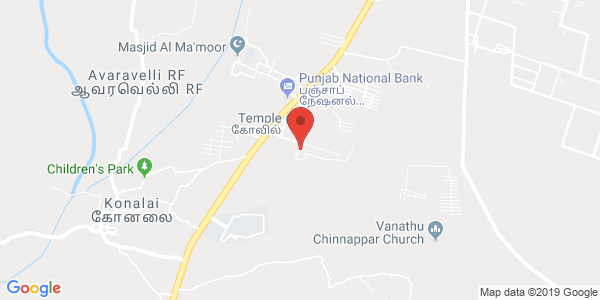 Masjid Al Ma'moor
Avaravelli RF
ஆவரவெல்லி RF
Punjab National Bank
பஞ்சாப்
நேஷனல்...
Temple
கோவில்
Children's Park
Konalai
கோனலை
Vanathu
Chinnappar Church
Google
Map data ©2019 Google